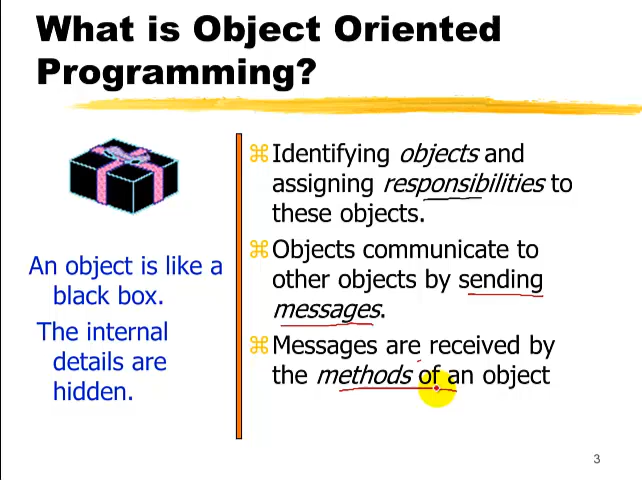 What is Object Oriented
Programming?
An object is like a
black box.
The internal
details are
hidden.
Identifying objects and
assigning responsibilities to
these objects.
Objects communicate to
other objects by sending
messages.
Messages are received by
the methods of an object
3